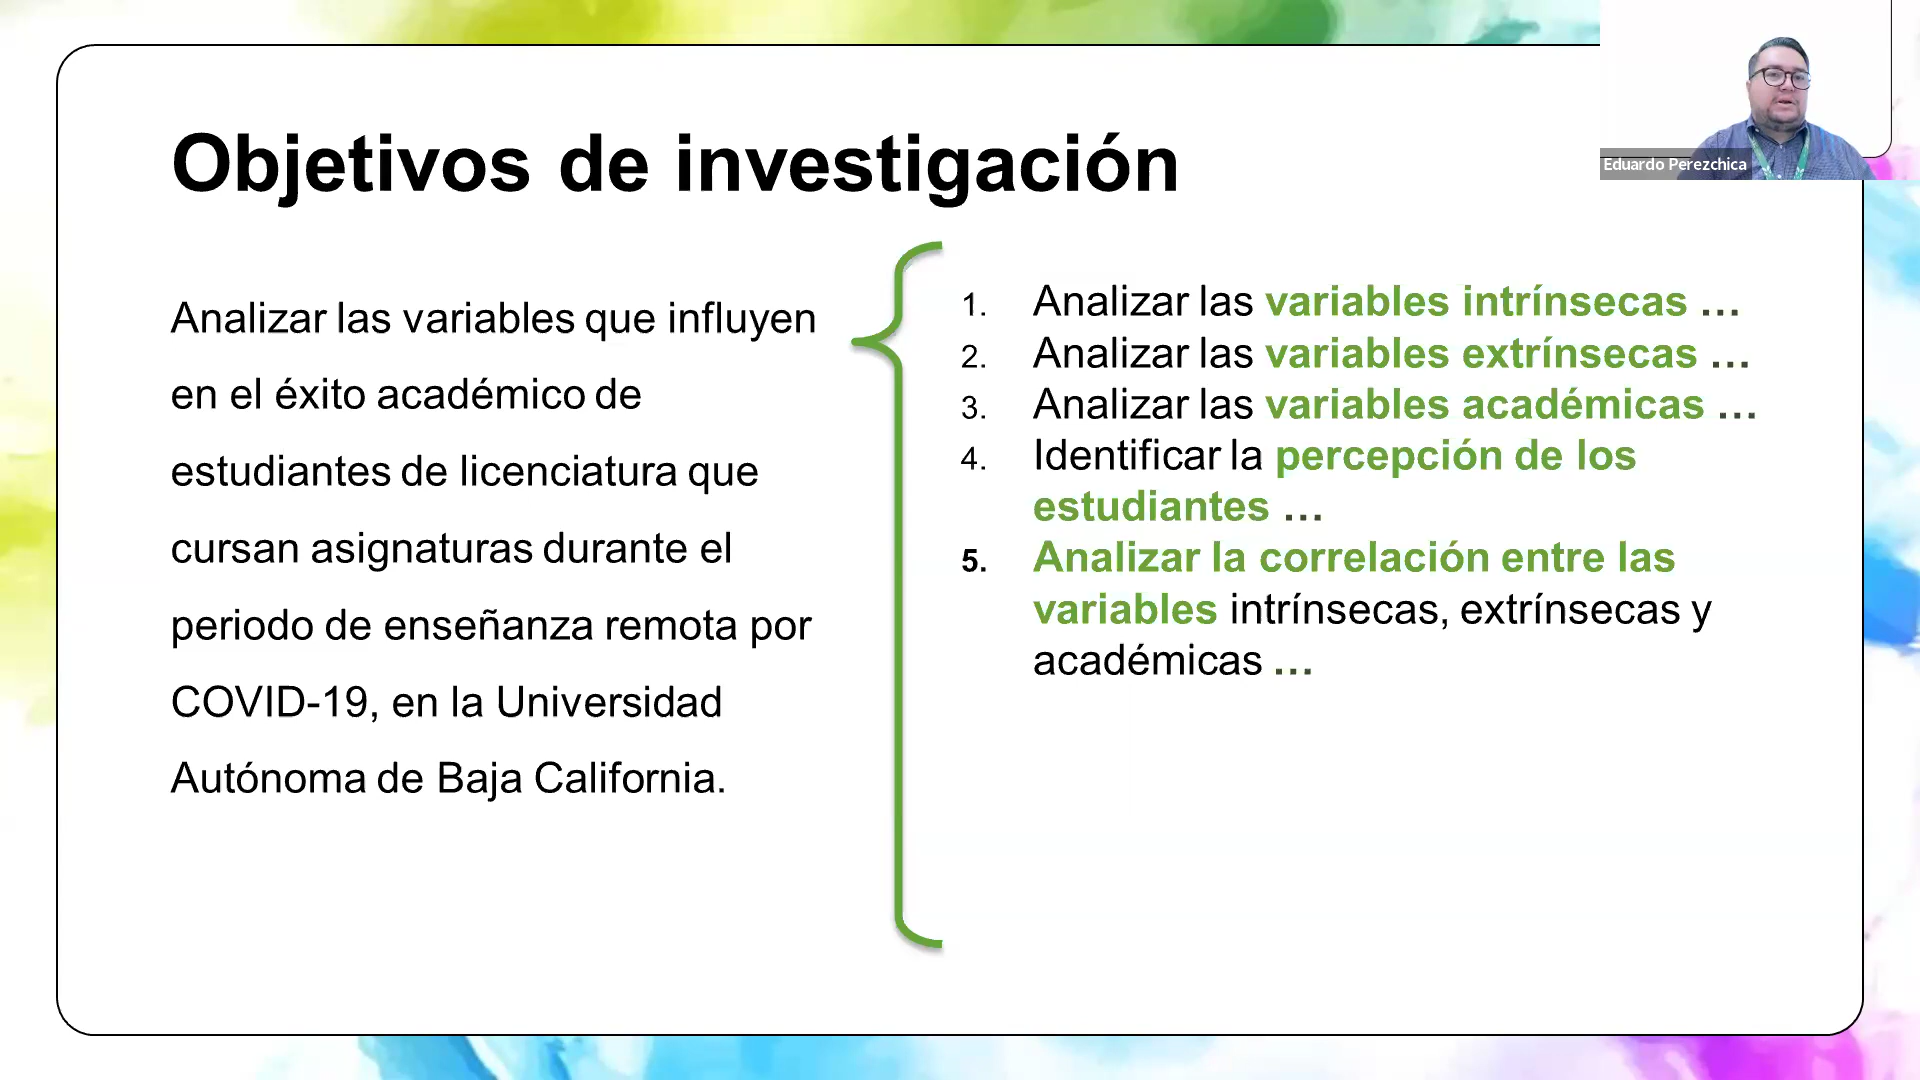 Objetivos de investigación
Eduardo Perezchica
Analizar las variables que influyen
en el éxito académico de
estudiantes de licenciatura que
cursan asignaturas durante el
periodo de enseñanza remota por
COVID-19, en la Universidad
Autónoma de Baja California.
1. Analizar las variables intrínsecas …
2. Analizar las variables extrínsecas …
3. Analizar las variables académicas …
4. Identificar la percepción de los
estudiantes …
5. Analizar la correlación entre las
variables intrínsecas, extrínsecas y
académicas …